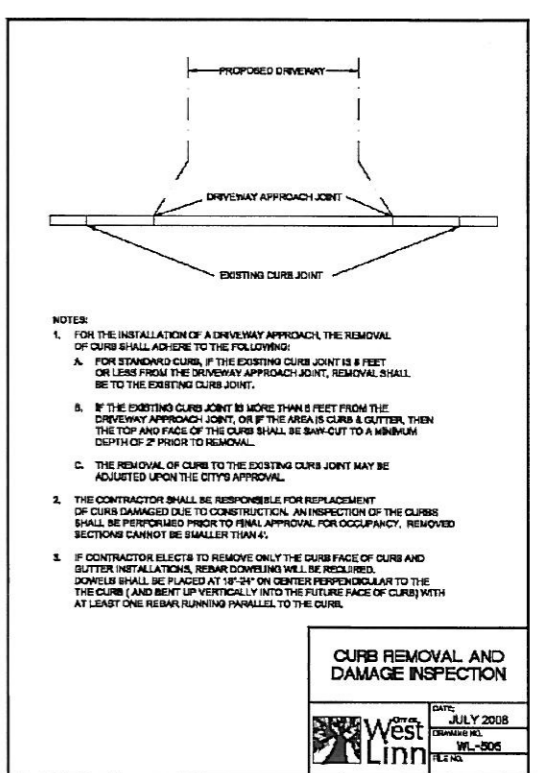 PROPOSED DRIVEWAY
DRIVEWAY APPROACH JOINT
EXISTING CURB JOINT
NOTES:
1. FOR THE INSTALLATION OF A DRIVEWAY APPROACH, THE REMOVAL
OF CURB SHALL ADHERE TO THE FOLLOWING:
A. FOR STANDARD CURB, IF THE EXISTING CURB JOINT IS 5 FEET
OR LESS FROM THE DRIVEWAY APPROACH JOINT, REMOVAL SHALL
BE TO THE EXISTING CURB JOINT.
B. IF THE EXISTING CURB JOINT IS MORE THAN 5 FEET FROM THE
DRIVEWAY APPROACH JOINT, OR IF THE AREA IS CURB & GUTTER, THEN
THE TOP AND FACE OF THE CURB SHALL BE SAW-CUT TO A MINIMUM
DEPTH OF 2" PRIOR TO REMOVAL.
C. THE REMOVAL OF CURB TO THE EXISTING CURB JOINT MAY BE
ADJUSTED UPON THE CITY'S APPROVAL.
2. THE CONTRACTOR SHALL BE RESPONSIBLE FOR REPLACEMENT
OF CURB DAMAGED DUE TO CONSTRUCTION. AN INSPECTION OF THE CURBS
SHALL BE PERFORMED PRIOR TO FINAL APPROVAL FOR OCCUPANCY. REMOVED
SECTIONS CANNOT BE SMALLER THAN 4'.
3. IF CONTRACTOR ELECTS TO REMOVE ONLY THE CURB FACE OF CURB AND
GUTTER INSTALLATIONS, REBAR DOWELING WILL BE REQUIRED.
DOWELS SHALL BE PLACED AT 18"-24" ON CENTER PERPENDICULAR TO THE
THE CURB ( AND BENT UP VERTICALLY INTO THE FUTURE FACE OF CURB) WITH
AT LEAST ONE REBAR RUNNING PARALLEL TO THE CURB.
CURB REMOVAL AND
DAMAGE INSPECTION
CITY OF
West
Linn
DATE:
JULY 2008
DRAWING NO.
WL-506
FILE NO.